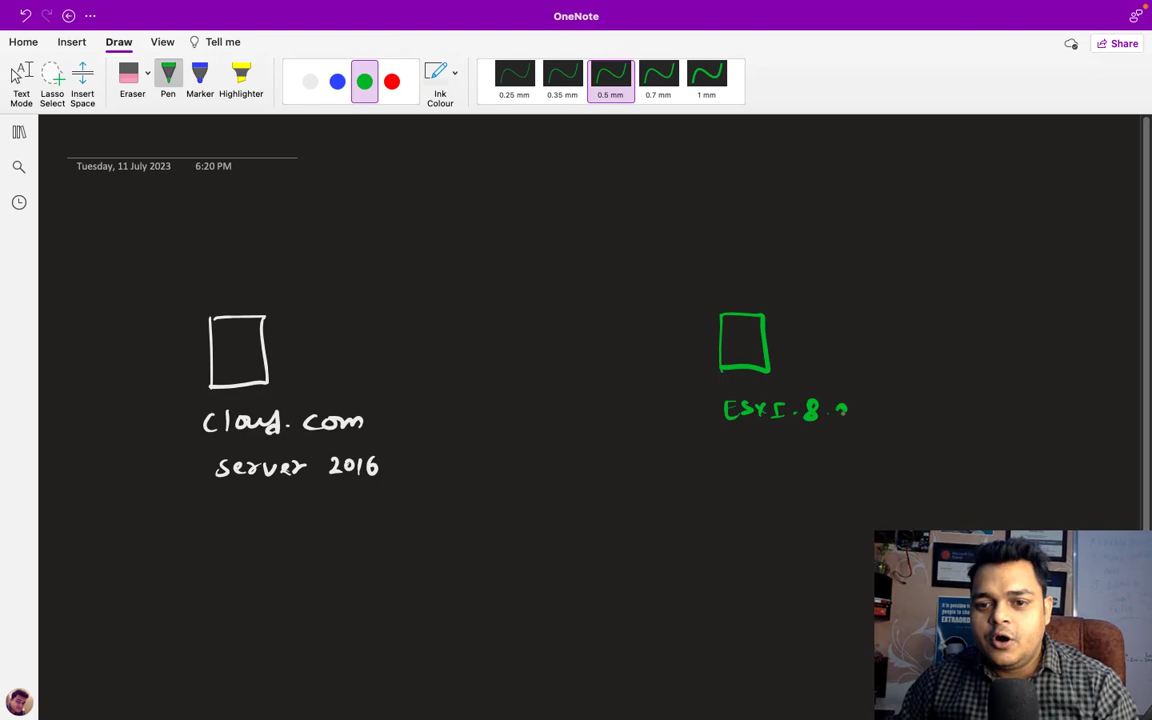 OneNote
Home Insert Draw View Tell me
Share
Text Mode
Lasso Select
Insert Space
Eraser
Pen
Marker
Highlighter
Ink Colour
0.25 mm
0.35 mm
0.5 mm
0.7 mm
1 mm
Tuesday, 11 July 2023 6:20 PM
cloud.com
server 2016
ESXI.8.
EXTRAORD